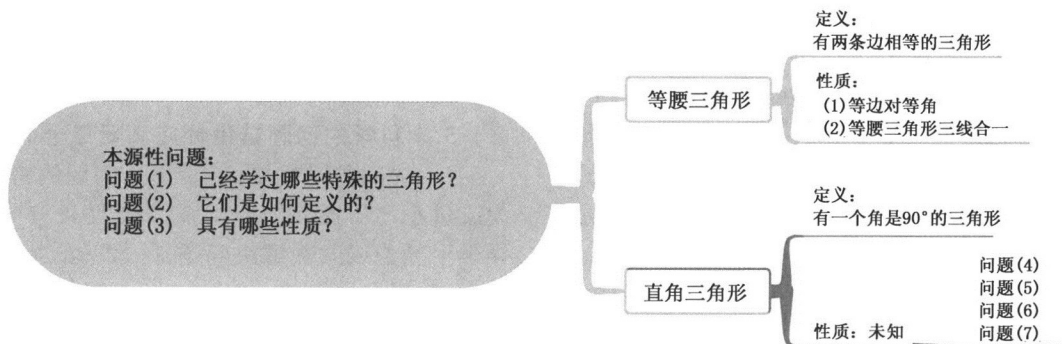 本源性问题：
问题(1) 已经学过哪些特殊的三角形？
问题(2) 它们是如何定义的？
问题(3) 具有哪些性质？
等腰三角形
定义：
有两条边相等的三角形
性质：
(1)等边对等角
(2)等腰三角形三线合一
直角三角形
定义：
有一个角是90°的三角形
性质：未知
问题(4)
问题(5)
问题(6)
问题(7)